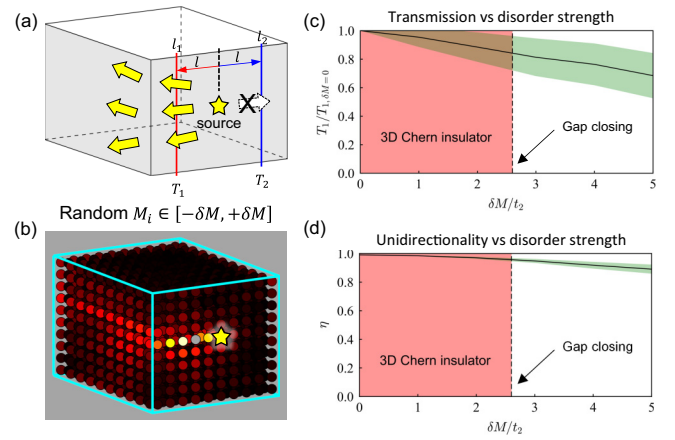 (a)
l₁
l₂
l
l
source
X
T₁
T₂
Random Mᵢ ∈ [−δM, +δM]
(b)
(c)
Transmission vs disorder strength
T₁/T₁,δM=0
1.0
0.8
0.6
0.4
0.2
0.0
3D Chern insulator
Gap closing
0
1
2
3
4
5
δM/t₂
(d)
Unidirectionality vs disorder strength
η
1.0
0.8
0.6
0.4
0.2
0.0
3D Chern insulator
Gap closing
0
1
2
3
4
5
δM/t₂